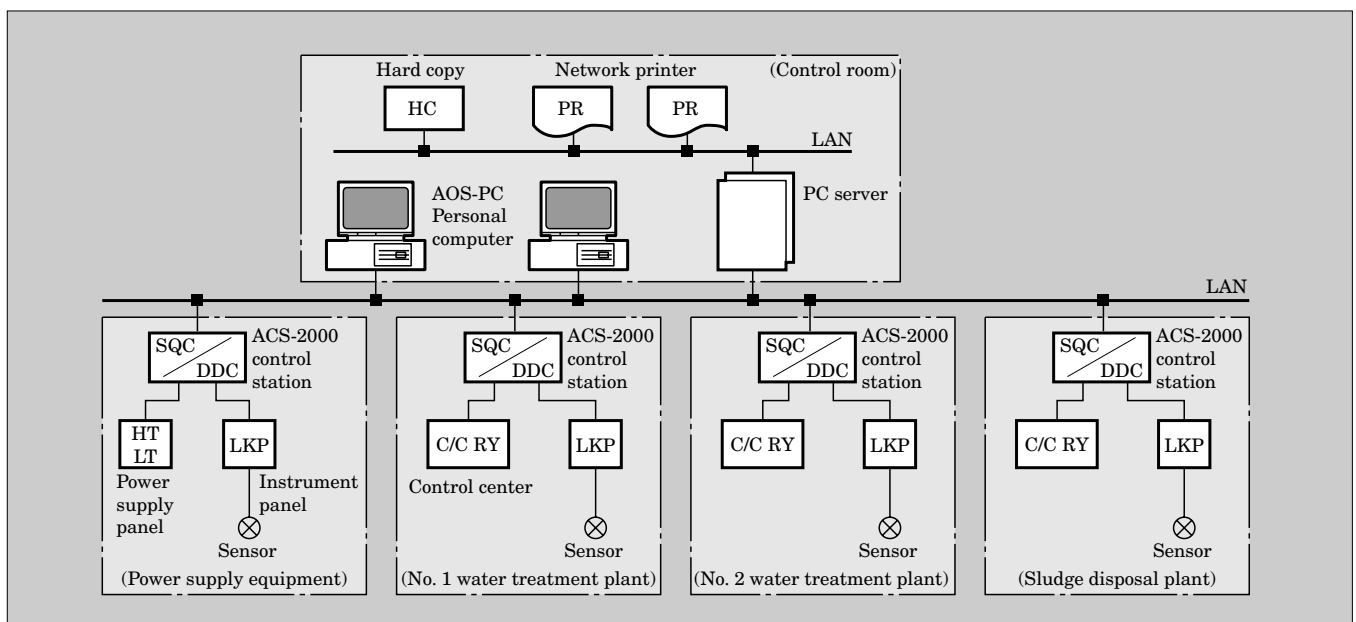 Hard copy
Network printer
(Control room)
HC
PR
PR
LAN
AOS-PC
Personal
computer
PC server
LAN
SQC
DDC
ACS-2000
control
station
HT
LT
LKP
Power
supply
panel
Instrument
panel
Sensor
(Power supply equipment)
SQC
DDC
ACS-2000
control
station
C/C RY
LKP
Control center
Sensor
(No. 1 water treatment plant)
SQC
DDC
ACS-2000
control
station
C/C RY
LKP
Sensor
(No. 2 water treatment plant)
SQC
DDC
ACS-2000
control
station
C/C RY
LKP
Sensor
(Sludge disposal plant)